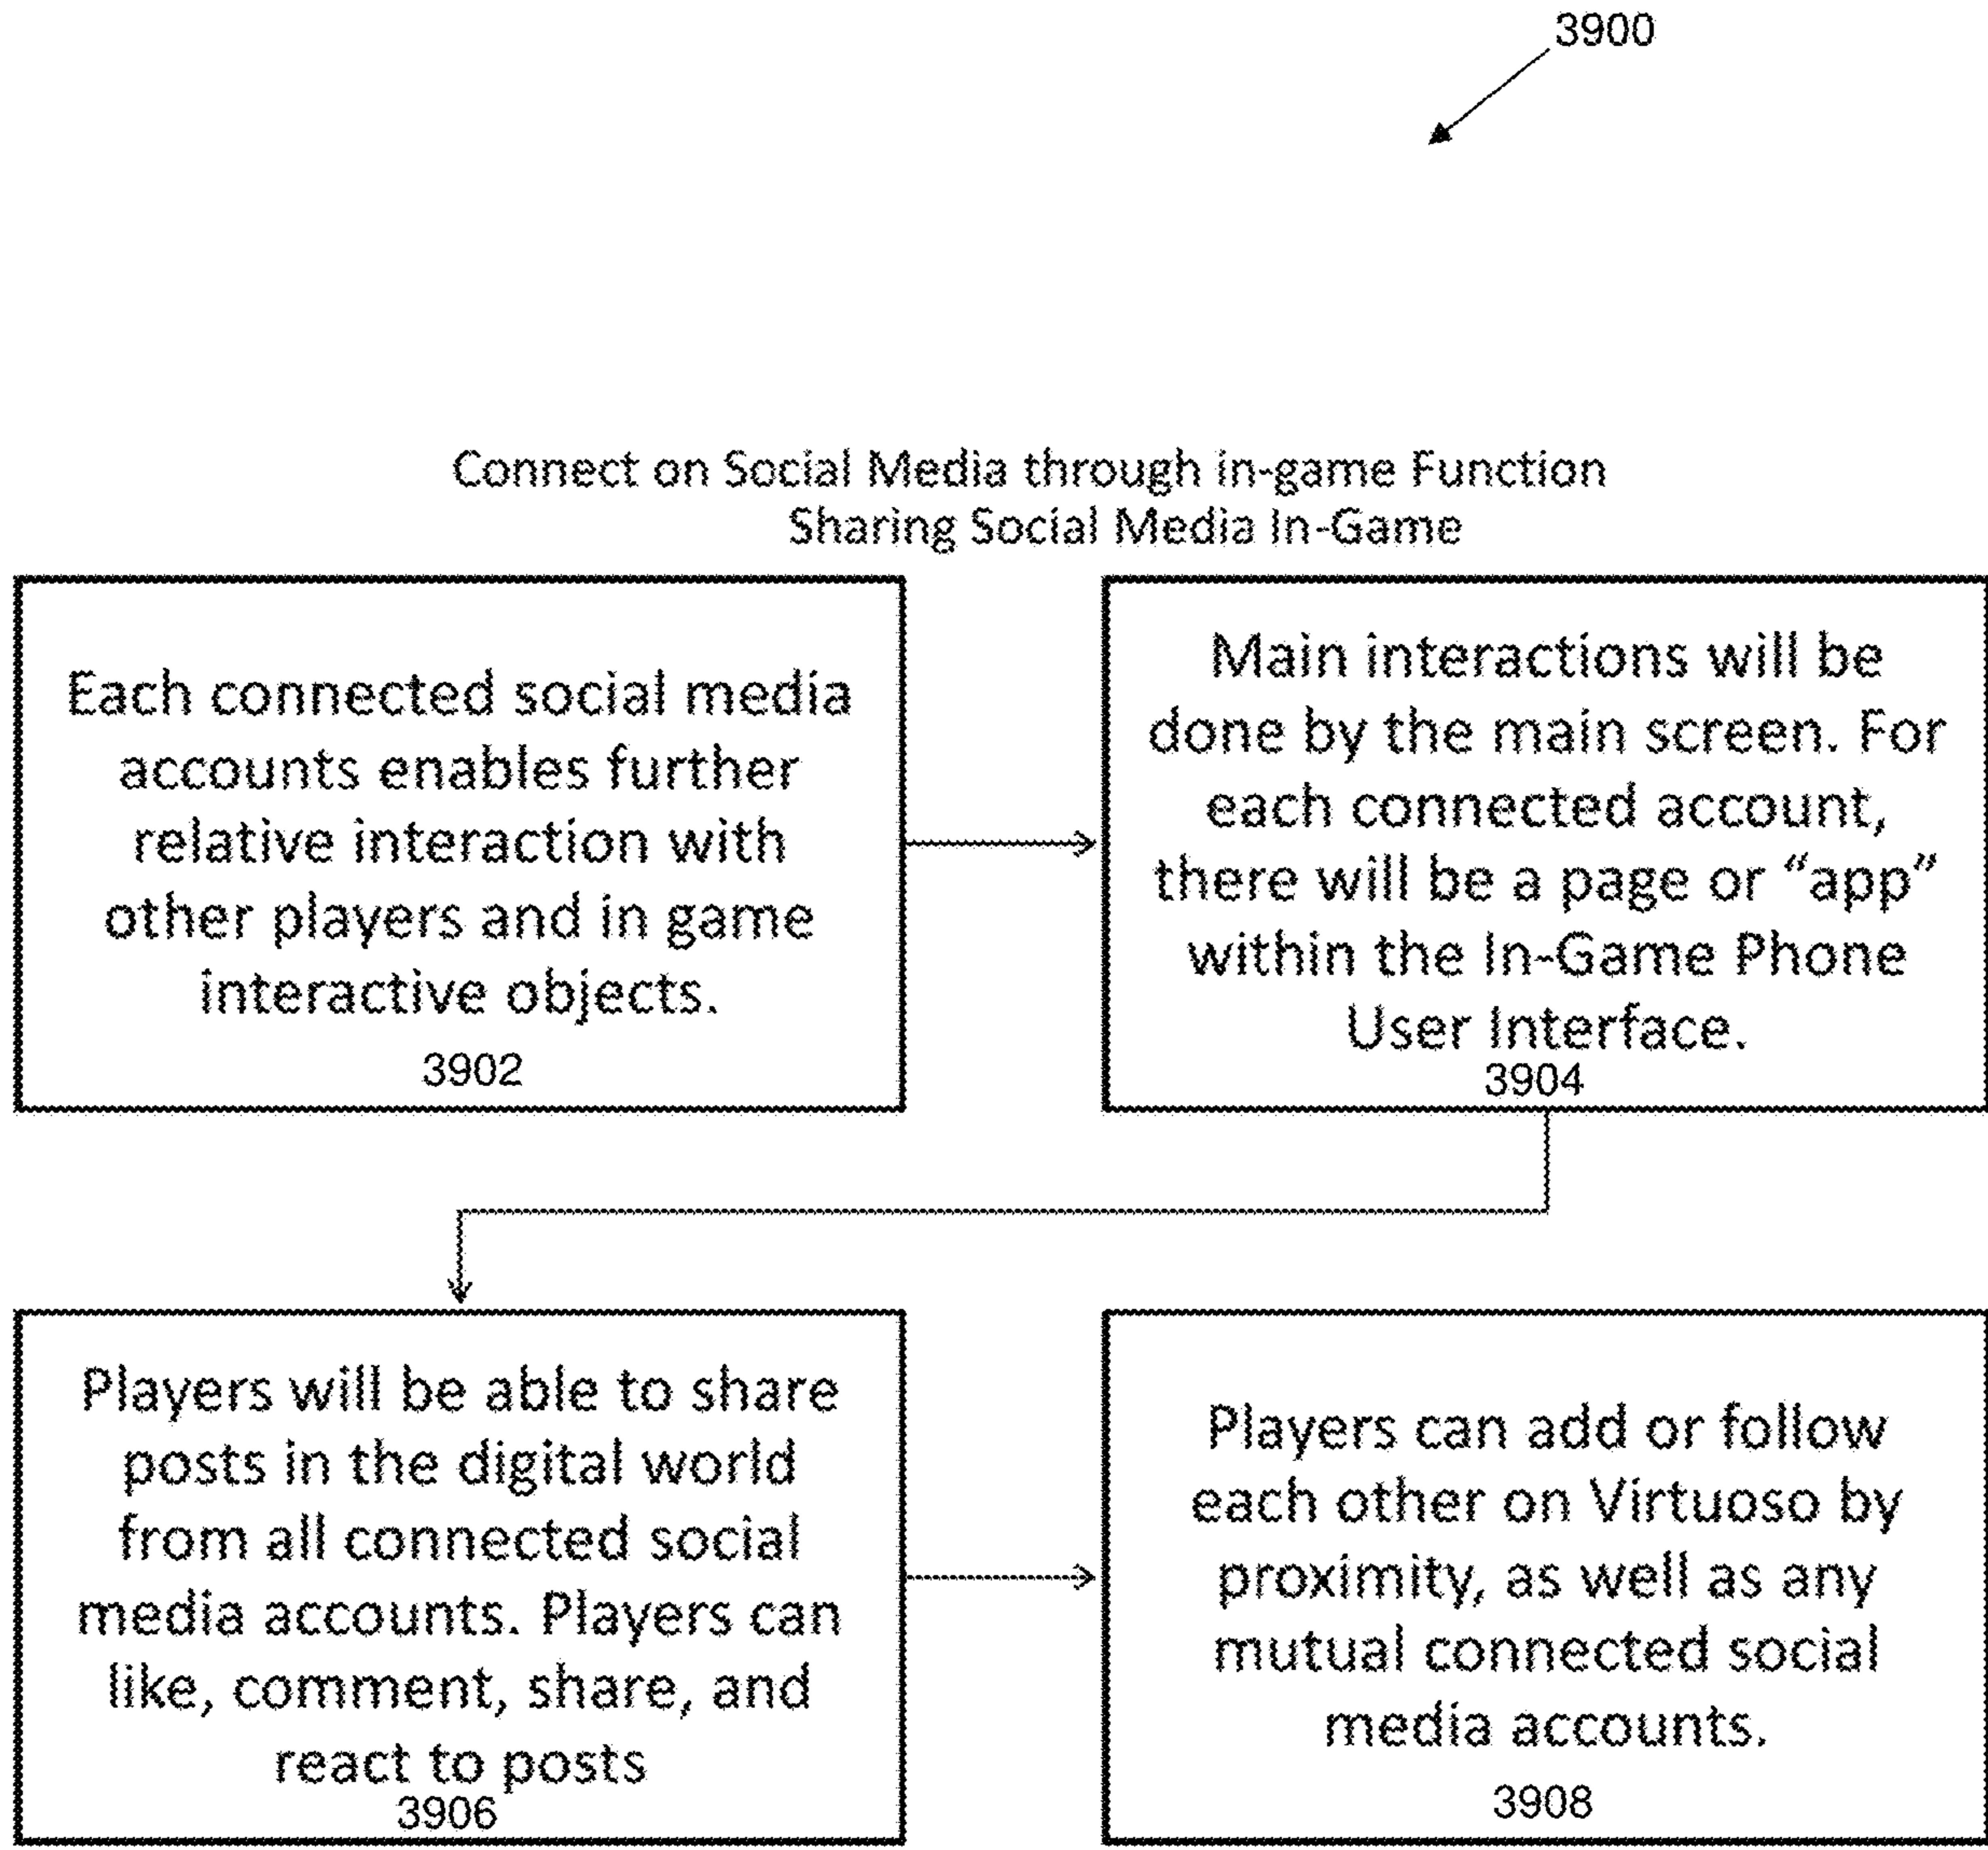 3900
Connect on Social Media through in-game Function
Sharing Social Media In-Game
Each connected social media
accounts enables further
relative interaction with
other players and in game
interactive objects.
3902
Main interactions will be
done by the main screen. For
each connected account,
there will be a page or “app”
within the In-Game Phone
User Interface.
3904
Players will be able to share
posts in the digital world
from all connected social
media accounts. Players can
like, comment, share, and
react to posts
3906
Players can add or follow
each other on Virtuoso by
proximity, as well as any
mutual connected social
media accounts.
3908